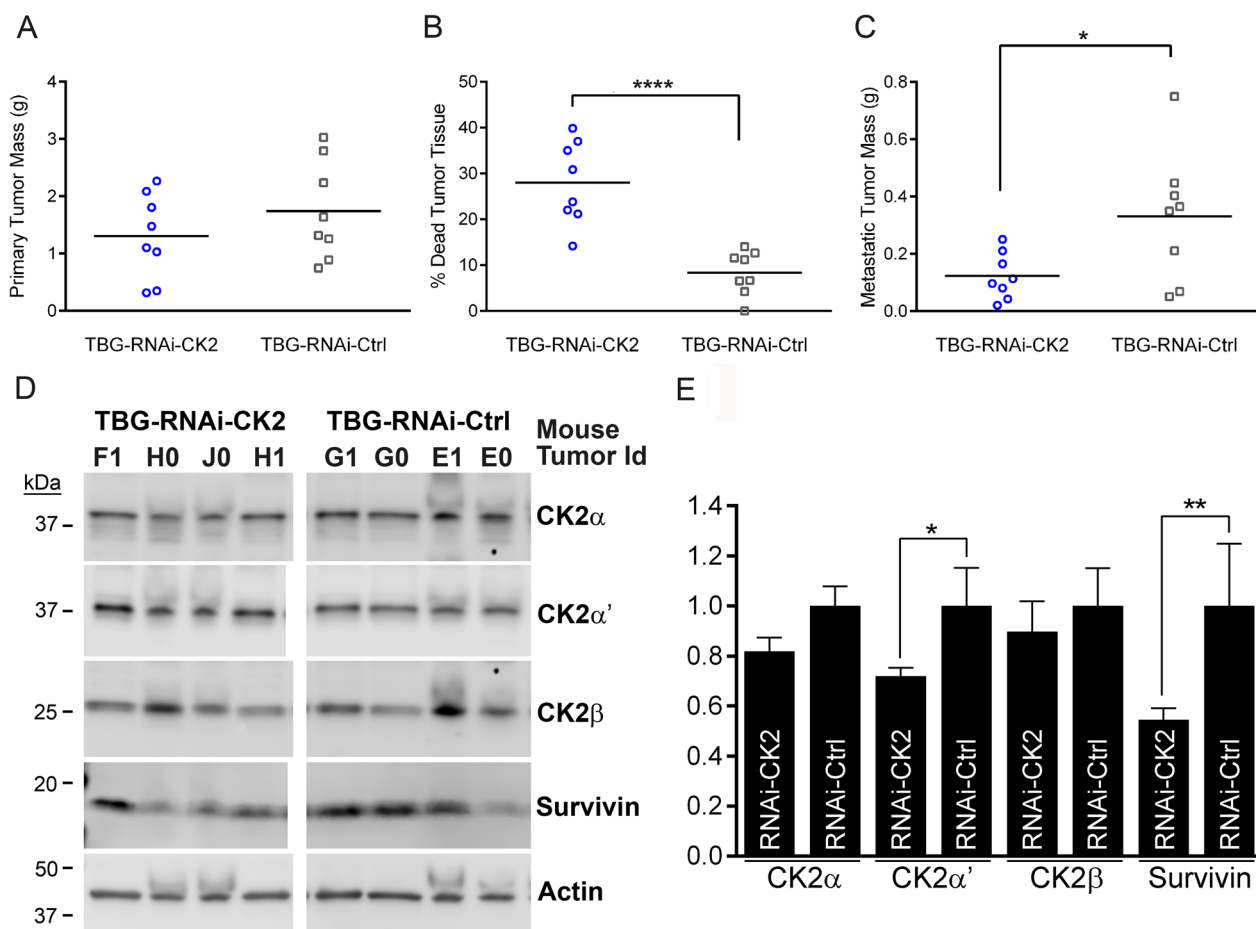 A
Primary Tumor Mass (g)
4
3
2
1
0
TBG-RNAi-CK2
TBG-RNAi-Ctrl
B
% Dead Tumor Tissue
50
40
30
20
10
0
****
TBG-RNAi-CK2
TBG-RNAi-Ctrl
C
Metastatic Tumor Mass (g)
0.8
0.6
0.4
0.2
0.0
*
TBG-RNAi-CK2
TBG-RNAi-Ctrl
D
TBG-RNAi-CK2 TBG-RNAi-Ctrl Mouse
F1 H0 J0 H1 G1 G0 E1 E0 Tumor Id
kDa
37 CK2α
37 CK2α’
25 CK2β
20 Survivin
50
Actin
37
E
1.4
1.2
1.0
0.8
0.6
0.4
0.2
0.0
*
**
RNAi-CK2
RNAi-Ctrl
RNAi-CK2
RNAi-Ctrl
RNAi-CK2
RNAi-Ctrl
RNAi-CK2
RNAi-Ctrl
CK2α CK2α’ CK2β Survivin